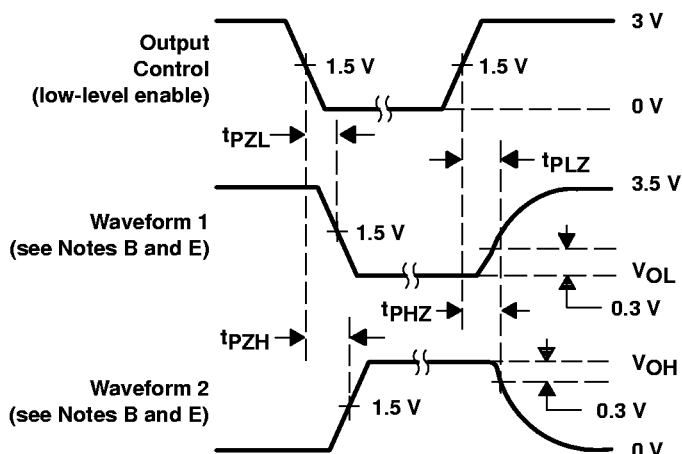 Output
Control
(low-level enable)
1.5 V
1.5 V
3 V
0 V
tPZL
tPLZ
Waveform 1
(see Notes B and E)
1.5 V
3.5 V
VOL
0.3 V
tPZH
tPHZ
Waveform 2
(see Notes B and E)
1.5 V
VOH
0.3 V
0 V